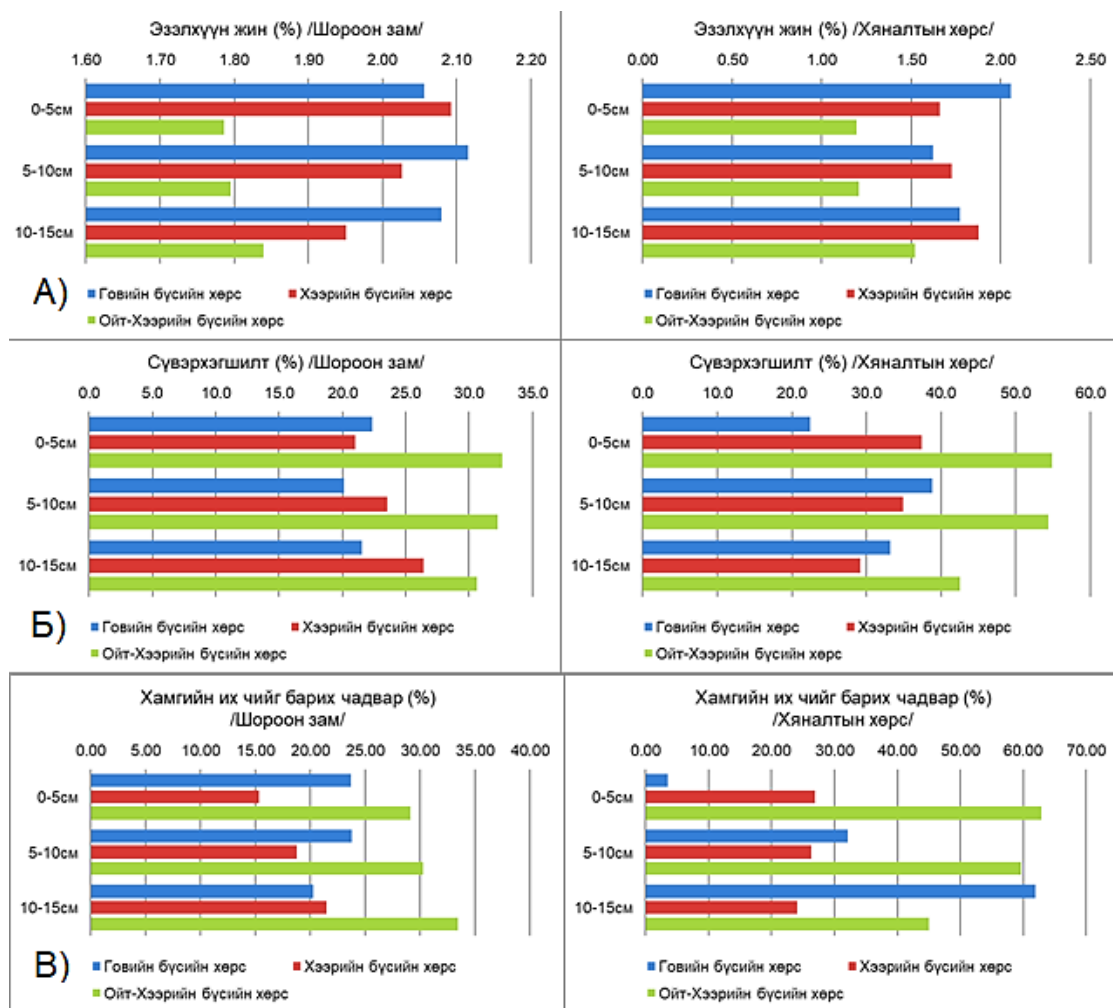 Эзэлхүүн жин (%) /Шороон зам/
1.60 1.70 1.80 1.90 2.00 2.10 2.20
0-5см
5-10см
10-15см
Говийн бүсийн хөрс Хээрийн бүсийн хөрс
Ойт-Хээрийн бүсийн хөрс
А)
Эзэлхүүн жин (%) /Хяналтын хөрс/
0.00 0.50 1.00 1.50 2.00 2.50
0-5см
5-10см
10-15см
Говийн бүсийн хөрс Хээрийн бүсийн хөрс
Ойт-Хээрийн бүсийн хөрс
Сүвэрхэгшилт (%) /Шороон зам/
0.0 5.0 10.0 15.0 20.0 25.0 30.0 35.0
0-5см
5-10см
10-15см
Говийн бүсийн хөрс Хээрийн бүсийн хөрс
Ойт-Хээрийн бүсийн хөрс
Б)
Сүвэрхэгшилт (%) /Хяналтын хөрс/
0.0 10.0 20.0 30.0 40.0 50.0 60.0
0-5см
5-10см
10-15см
Говийн бүсийн хөрс Хээрийн бүсийн хөрс
Ойт-Хээрийн бүсийн хөрс
Хамгийн их чийг барих чадвар (%)
/Шороон зам/
0.00 5.00 10.00 15.00 20.00 25.00 30.00 35.00 40.00
0-5см
5-10см
10-15см
Говийн бүсийн хөрс Хээрийн бүсийн хөрс
Ойт-Хээрийн бүсийн хөрс
В)
Хамгийн их чийг барих чадвар (%)
/Хяналтын хөрс/
0.00 10.00 20.00 30.00 40.00 50.00 60.00 70.00
0-5см
5-10см
10-15см
Говийн бүсийн хөрс Хээрийн бүсийн хөрс
Ойт-Хээрийн бүсийн хөрс